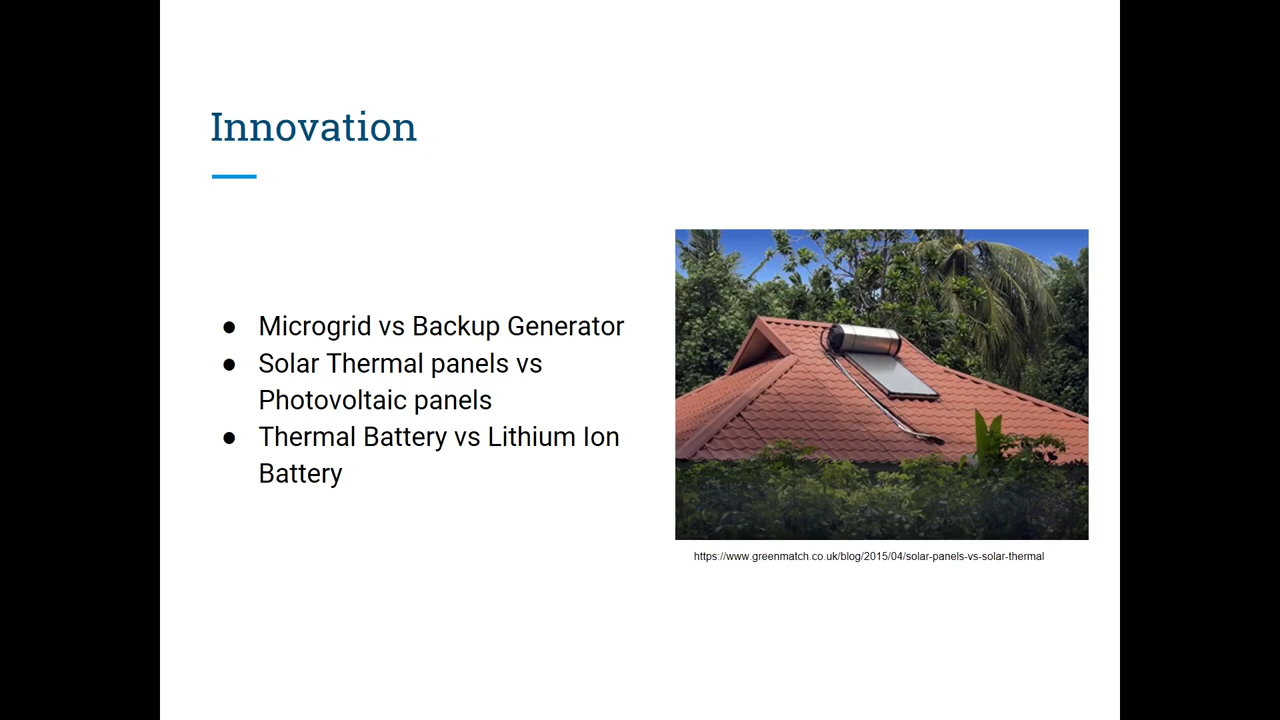 Innovation
● Microgrid vs Backup Generator
● Solar Thermal panels vs
Photovoltaic panels
● Thermal Battery vs Lithium Ion
Battery
https://www.greenmatch.co.uk/blog/2015/04/solar-panels-vs-solar-thermal